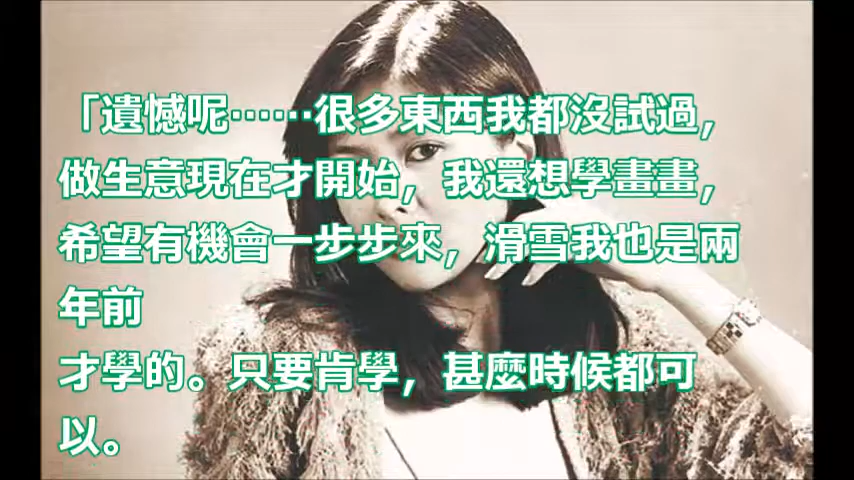 「遺憾呢……很多東西我都沒試過，
做生意現在才開始，我還想學畫畫，
希望有機會一步步來，滑雪我也是兩
年前
才學的。只要肯學，甚麼時候都可
以。